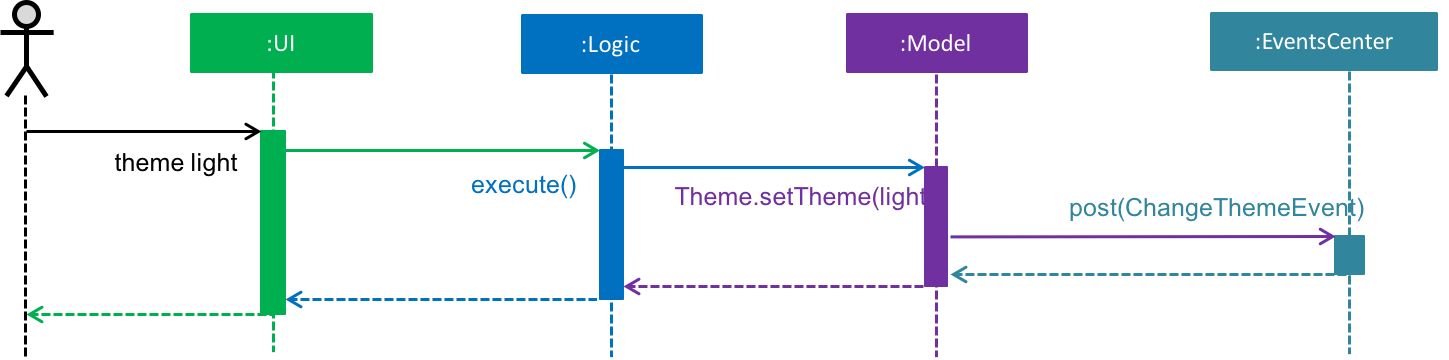 :UI
:Logic
:Model
:EventsCenter
theme light
execute()
Theme.setTheme(light
post(ChangeThemeEvent)